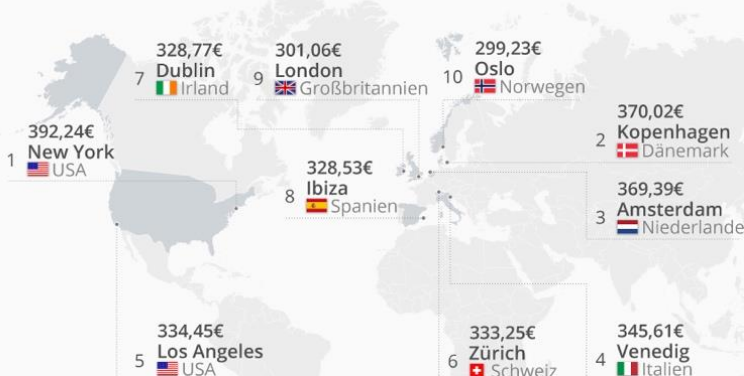 328,77€
7 Dublin
Irland
301,06€
9 London
Großbritannien
299,23€
10 Oslo
Norwegen
392,24€
1 New York
USA
328,53€
8 Ibiza
Spanien
370,02€
2 Kopenhagen
Dänemark
369,39€
3 Amsterdam
Niederlande
334,45€
5 Los Angeles
USA
333,25€
6 Zürich
Schweiz
345,61€
4 Venedig
Italien